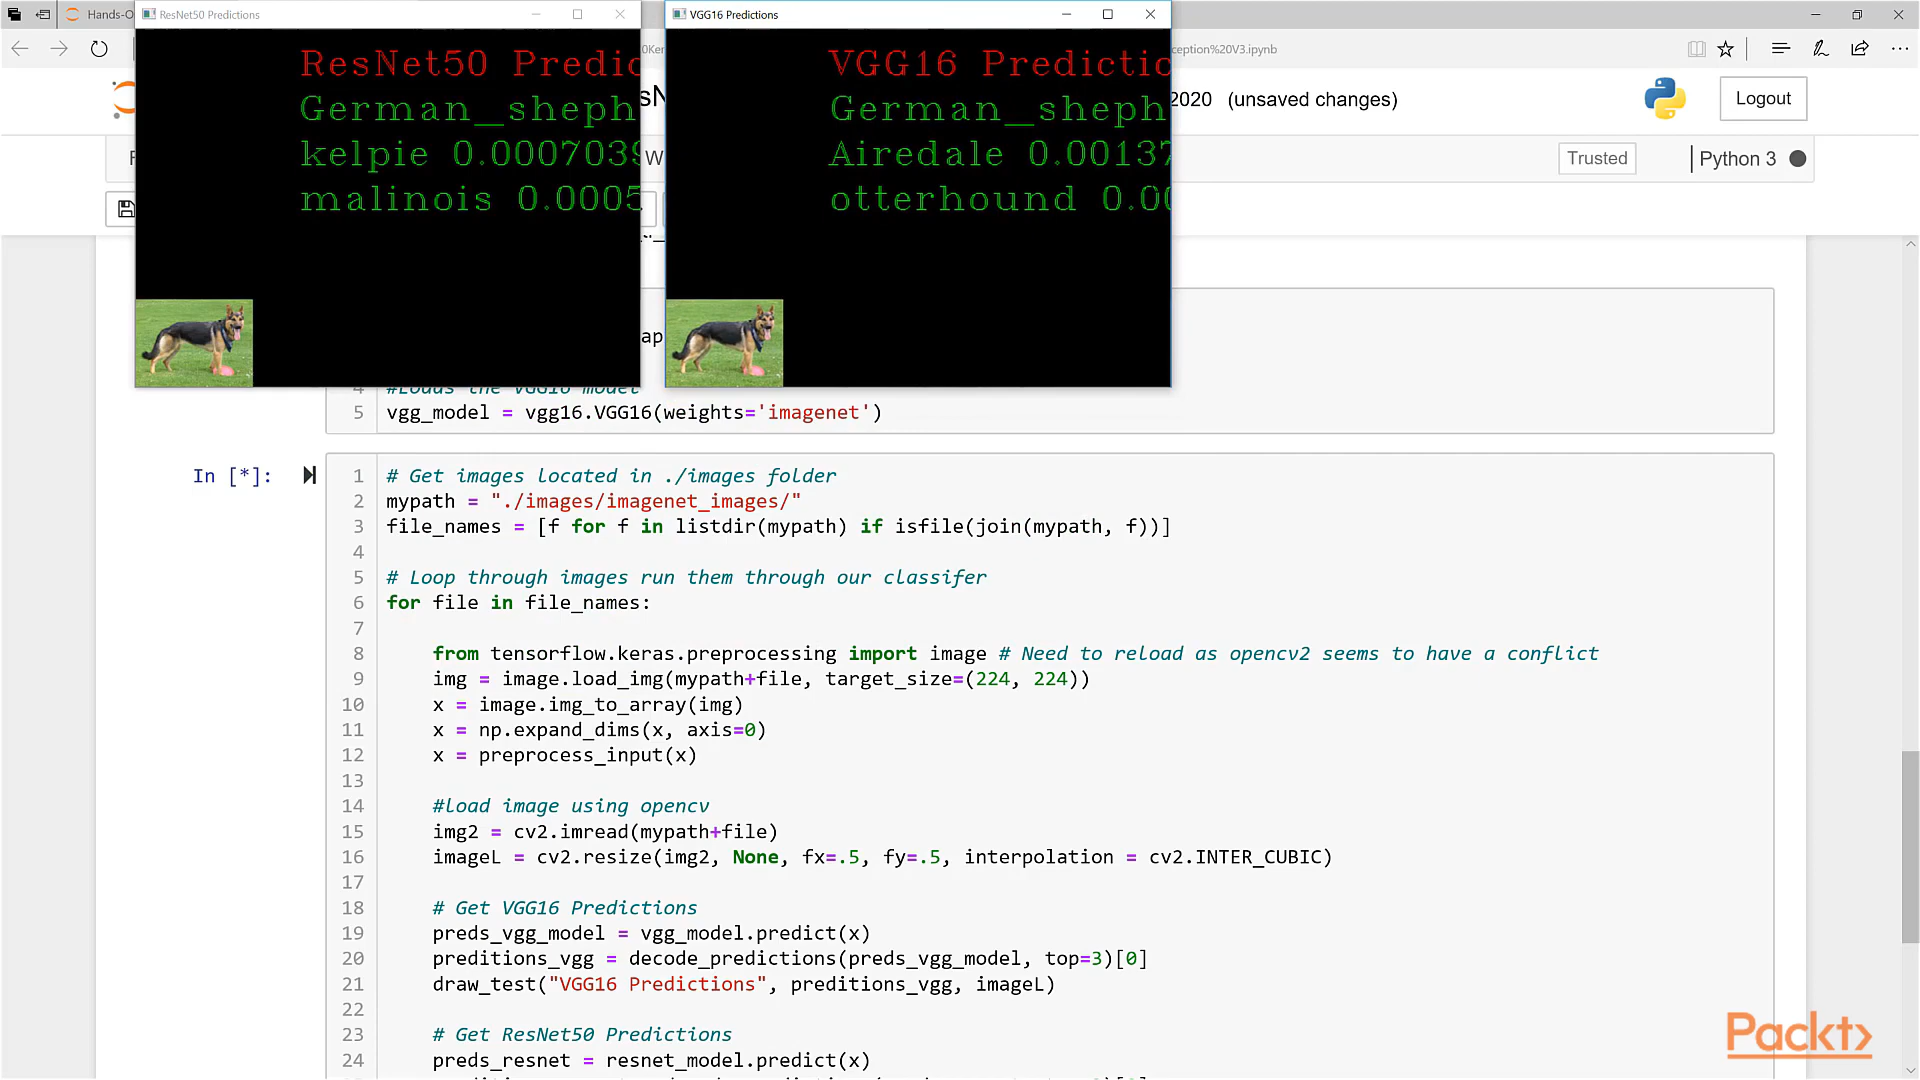 Hands-O
ResNet50 Predictions
VGG16 Predictions
ception%20V3.ipynb
ResNet50 Predic
German_sheph
kelpie 0.000703
malinois 0.0005
VGG16 Predictio
German_sheph
Airedale 0.00137
otterhound 0.00
2020 (unsaved changes)
Logout
Trusted
Python 3
5 vgg_model = vgg16.VGG16(weights='imagenet')
In [*]:
1 # Get images located in ./images folder
2 mypath = "./images/imagenet_images/"
3 file_names = [f for f in listdir(mypath) if isfile(join(mypath, f))]
4
5 # Loop through images run them through our classifer
6 for file in file_names:
7
8 from tensorflow.keras.preprocessing import image # Need to reload as opencv2 seems to have a conflict
9 img = image.load_img(mypath+file, target_size=(224, 224))
10 x = image.img_to_array(img)
11 x = np.expand_dims(x, axis=0)
12 x = preprocess_input(x)
13
14 #load image using opencv
15 img2 = cv2.imread(mypath+file)
16 imageL = cv2.resize(img2, None, fx=.5, fy=.5, interpolation = cv2.INTER_CUBIC)
17
18 # Get VGG16 Predictions
19 preds_vgg_model = vgg_model.predict(x)
20 preditions_vgg = decode_predictions(preds_vgg_model, top=3)[0]
21 draw_test("VGG16 Predictions", preditions_vgg, imageL)
22
23 # Get ResNet50 Predictions
24 preds_resnet = resnet_model.predict(x)
Packt